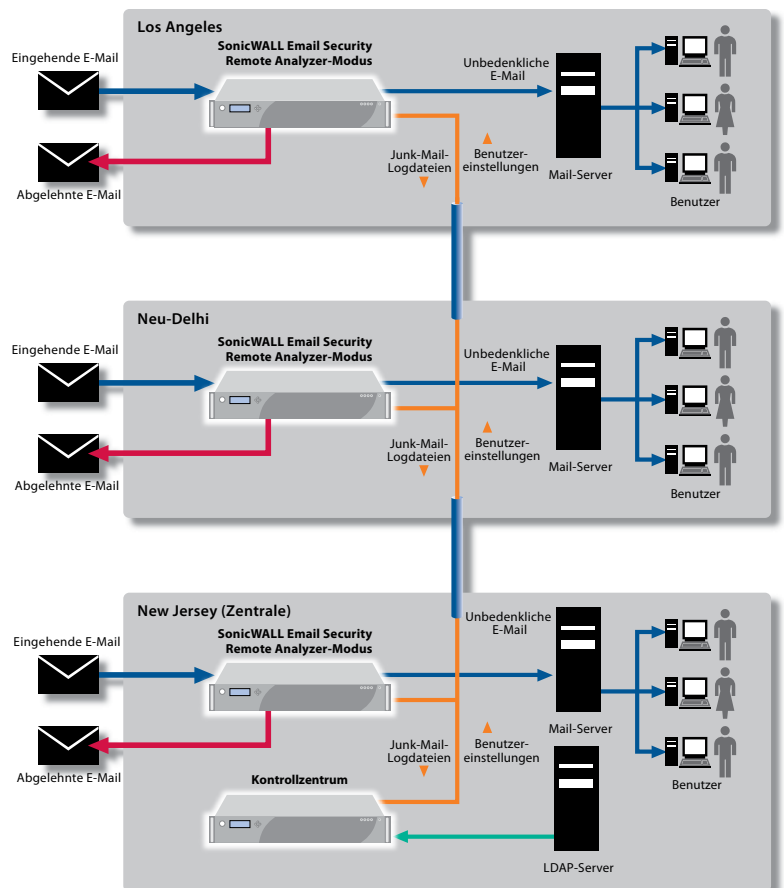 Los Angeles
SonicWALL Email Security
Remote Analyzer-Modus
Eingehende E-Mail
Unbedenkliche
E-Mail
Junk-Mail-
Logdateien
Benutzer-
einstellungen
Mail-Server
Abgelehnte E-Mail
Benutzer
Neu-Delhi
SonicWALL Email Security
Remote Analyzer-Modus
Eingehende E-Mail
Unbedenkliche
E-Mail
Junk-Mail-
Logdateien
Benutzer-
einstellungen
Mail-Server
Abgelehnte E-Mail
Benutzer
New Jersey (Zentrale)
SonicWALL Email Security
Remote Analyzer-Modus
Eingehende E-Mail
Unbedenkliche
E-Mail
Junk-Mail-
Logdateien
Benutzer-
einstellungen
Mail-Server
Abgelehnte E-Mail
Benutzer
Kontrollzentrum
LDAP-Server